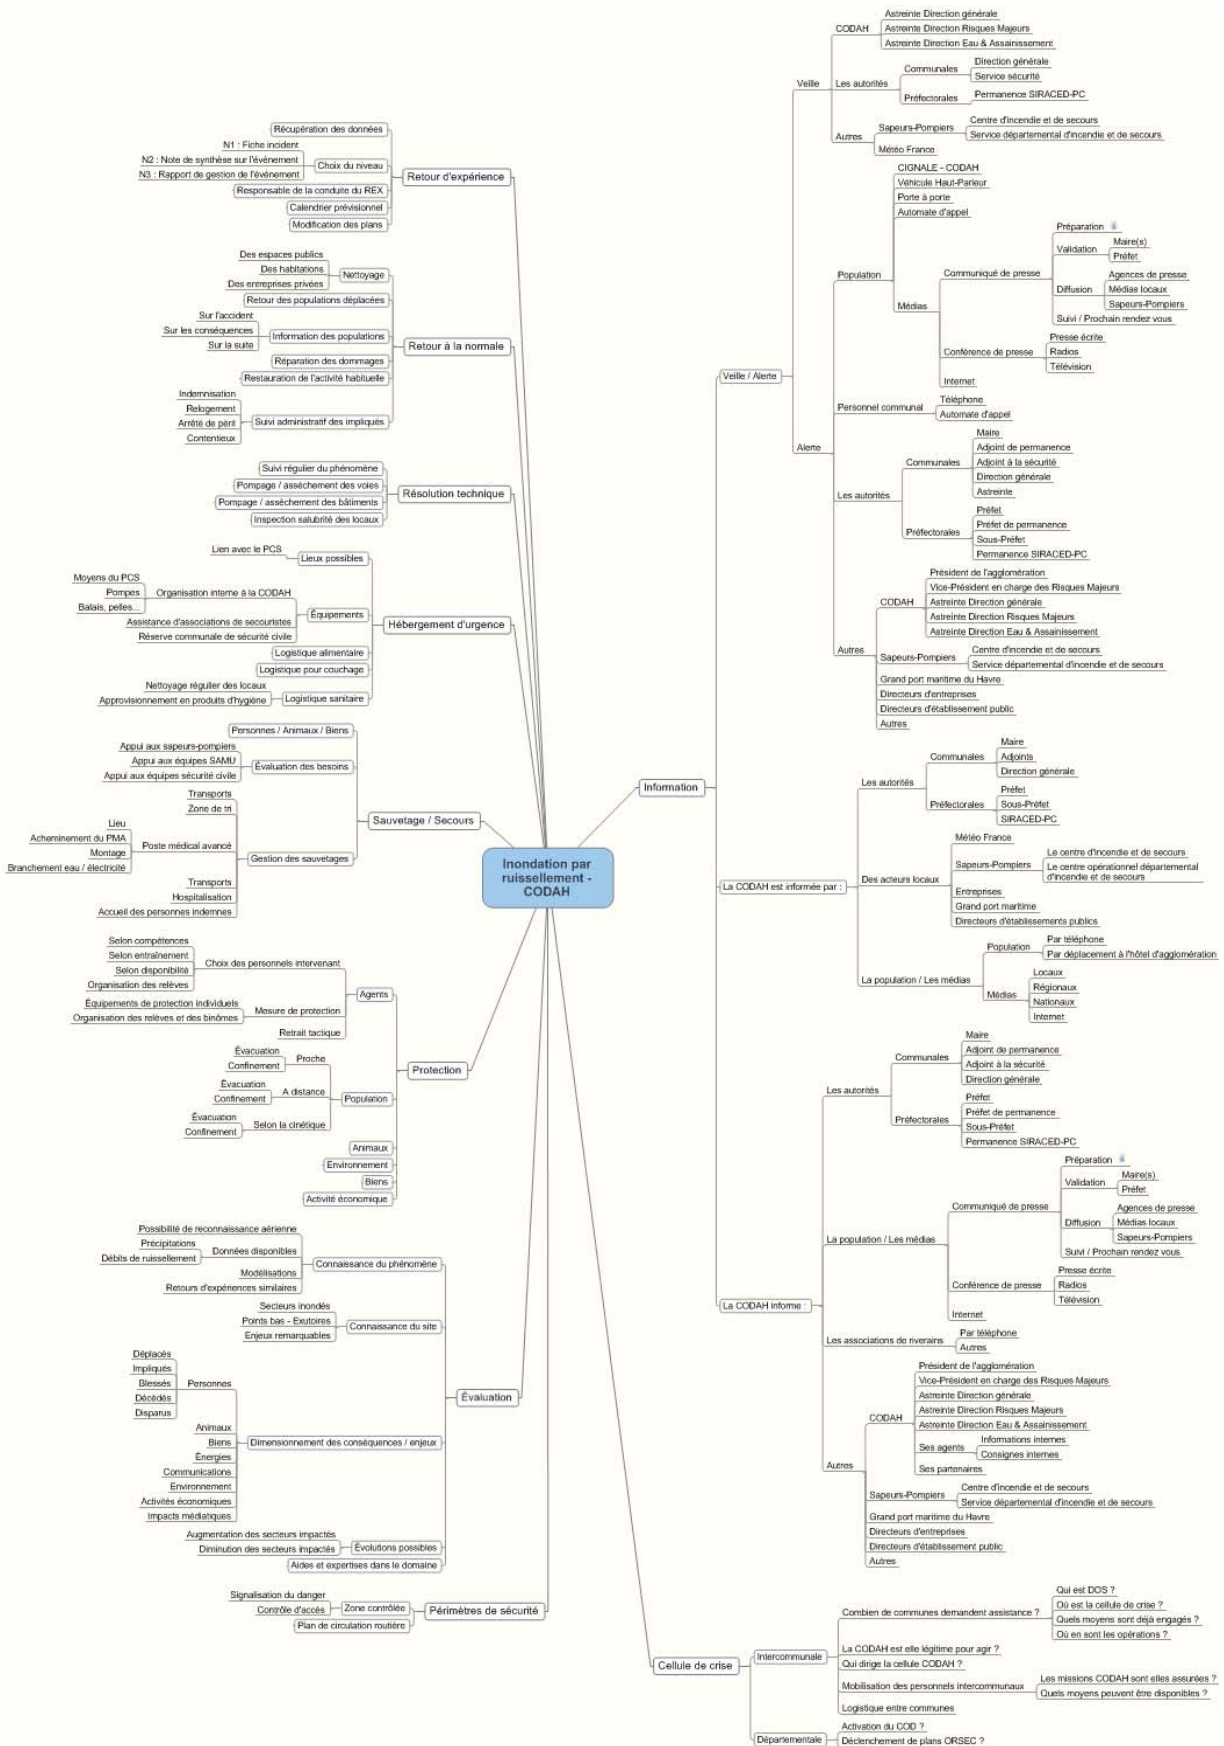 Inondation par
ruissellement -
CODAH
Retour d'expérience
Récupération des données
Choix du niveau
N1 : Fiche incident
N2 : Note de synthèse sur l'événement
N3 : Rapport de gestion de l'événement
Responsable de la conduite du REX
Calendrier prévisionnel
Modification des plans
Retour à la normale
Nettoyage
Des espaces publics
Des habitations
Des entreprises privées
Retour des populations déplacées
Information des populations
Sur l'accident
Sur les conséquences
Sur la suite
Réparation des dommages
Restauration de l'activité habituelle
Suivi administratif des impliqués
Indemnisation
Relogement
Arrêté de péril
Contentieux
Résolution technique
Suivi régulier du phénomène
Pompage / assèchement des voies
Pompage / assèchement des bâtiments
Inspection salubrité des locaux
Hébergement d'urgence
Lieux possibles
Lien avec le PCS
Équipements
Organisation interne à la CODAH
Moyens du PCS
Pompes
Balais, pelles...
Assistance d'associations de secouristes
Réserve communale de sécurité civile
Logistique alimentaire
Logistique pour couchage
Logistique sanitaire
Nettoyage régulier des locaux
Approvisionnement en produits d'hygiène
Sauvetage / Secours
Personnes / Animaux / Biens
Évaluation des besoins
Appui aux sapeurs-pompiers
Appui aux équipes SAMU
Appui aux équipes sécurité civile
Gestion des sauvetages
Transports
Zone de tri
Poste médical avancé
Lieu
Acheminement du PMA
Montage
Branchement eau / électricité
Transports
Hospitalisation
Accueil des personnes indemnes
Protection
Agents
Choix des personnels intervenant
Selon compétences
Selon entraînement
Selon disponibilité
Organisation des relèves
Mesure de protection
Équipements de protection individuels
Organisation des relèves et des binômes
Retrait tactique
Population
Proche
Évacuation
Confinement
A distance
Évacuation
Confinement
Selon la cinétique
Évacuation
Confinement
Animaux
Environnement
Biens
Activité économique
Évaluation
Connaissance du phénomène
Possibilité de reconnaissance aérienne
Données disponibles
Précipitations
Débits de ruissellement
Modélisations
Retours d'expériences similaires
Connaissance du site
Secteurs inondés
Points bas - Exutoires
Enjeux remarquables
Dimensionnement des conséquences / enjeux
Personnes
Déplacés
Impliqués
Blessés
Décédés
Disparus
Animaux
Biens
Énergies
Communications
Environnement
Activités économiques
Impacts médiatiques
Évolutions possibles
Augmentation des secteurs impactés
Diminution des secteurs impactés
Aides et expertises dans le domaine
Périmètres de sécurité
Zone contrôlée
Signalisation du danger
Contrôle d'accès
Plan de circulation routière
Information
Veille / Alerte
Veille
CODAH
Astreinte Direction générale
Astreinte Direction Risques Majeurs
Astreinte Direction Eau & Assainissement
Les autorités
Communales
Direction générale
Service sécurité
Préfectorales
Permanence SIRACED-PC
Autres
Sapeurs-Pompiers
Centre d'incendie et de secours
Service départemental d'incendie et de secours
Météo France
Alerte
Population
CIGNALE - CODAH
Véhicule Haut-Parleur
Porte à porte
Automate d'appel
Médias
Communiqué de presse
Préparation
Validation
Maire(s)
Préfet
Diffusion
Agences de presse
Médias locaux
Sapeurs-Pompiers
Suivi / Prochain rendez vous
Conférence de presse
Presse écrite
Radios
Télévision
Internet
Personnel communal
Téléphone
Automate d'appel
Les autorités
Communales
Maire
Adjoint de permanence
Adjoint à la sécurité
Direction générale
Astreinte
Préfectorales
Préfet
Préfet de permanence
Sous-Préfet
Permanence SIRACED-PC
Autres
CODAH
Président de l'agglomération
Vice-Président en charge des Risques Majeurs
Astreinte Direction générale
Astreinte Direction Risques Majeurs
Astreinte Direction Eau & Assainissement
Sapeurs-Pompiers
Centre d'incendie et de secours
Service départemental d'incendie et de secours
Grand port maritime du Havre
Directeurs d'entreprises
Directeurs d'établissement public
Autres
La CODAH est informée par :
Les autorités
Communales
Maire
Adjoints
Direction générale
Préfectorales
Préfet
Sous-Préfet
SIRACED-PC
Des acteurs locaux
Météo France
Sapeurs-Pompiers
Le centre d'incendie et de secours
Le centre opérationnel départemental
d'incendie et de secours
Entreprises
Grand port maritime
Directeurs d'établissements publics
La population / Les médias
Population
Par téléphone
Par déplacement à l'hôtel d'agglomération
Médias
Locaux
Régionaux
Nationaux
Internet
La CODAH informe :
Les autorités
Communales
Maire
Adjoint de permanence
Adjoint à la sécurité
Direction générale
Préfectorales
Préfet
Préfet de permanence
Sous-Préfet
Permanence SIRACED-PC
La population / Les médias
Communiqué de presse
Préparation
Validation
Maire(s)
Préfet
Diffusion
Agences de presse
Médias locaux
Sapeurs-Pompiers
Suivi / Prochain rendez vous
Conférence de presse
Presse écrite
Radios
Télévision
Internet
Les associations de riverains
Par téléphone
Autres
Autres
CODAH
Président de l'agglomération
Vice-Président en charge des Risques Majeurs
Astreinte Direction générale
Astreinte Direction Risques Majeurs
Astreinte Direction Eau & Assainissement
Ses agents
Informations internes
Consignes internes
Ses partenaires
Sapeurs-Pompiers
Centre d'incendie et de secours
Service départemental d'incendie et de secours
Grand port maritime du Havre
Directeurs d'entreprises
Directeurs d'établissement public
Autres
Cellule de crise
Intercommunale
Combien de communes demandent assistance ?
Qui est DOS ?
Où est la cellule de crise ?
Quels moyens sont déjà engagés ?
Où en sont les opérations ?
La CODAH est elle légitime pour agir ?
Qui dirige la cellule CODAH ?
Mobilisation des personnels intercommunaux
Les missions CODAH sont elles assurées ?
Quels moyens peuvent être disponibles ?
Logistique entre communes
Départementale
Activation du COD ?
Déclenchement de plans ORSEC ?